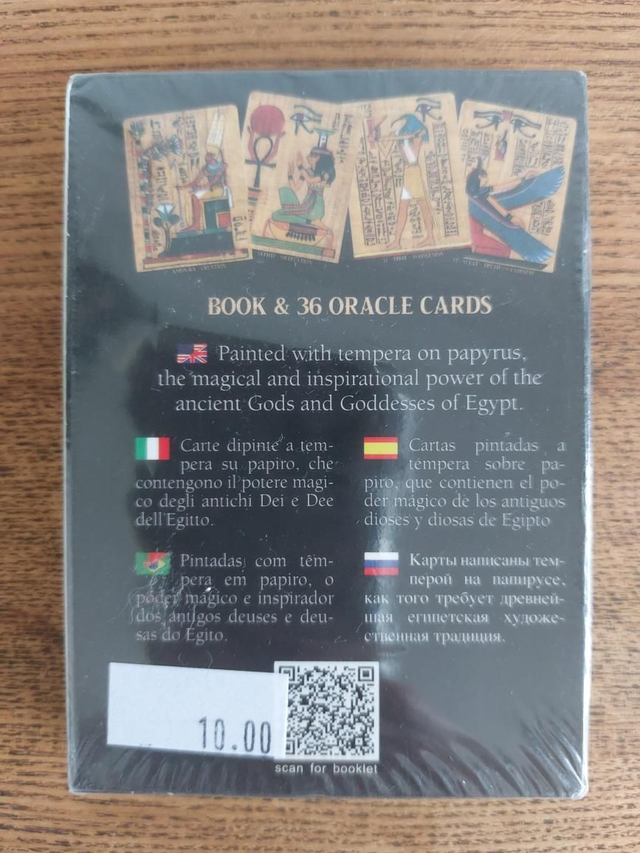 BOOK & 36 ORACLE CARDS
Painted with tempera on papyrus,
the magical and inspirational power of the
ancient Gods and Goddesses of Egypt.
Carte dipinte a tem-
pera su papiro, che
contengono il potere magi-
co degli antichi Dei e Dee
dell'Egitto.
Cartas pintadas a
tempera sobre pa-
piro, que contienen el po-
der mágico de los antiguos
dioses y diosas de Egipto
Pintadas com têm-
pera em papiro, o
poder mágico e inspirador
dos antigos deuses e deu-
sas do Egito.
Карты написаны тем-
перой на папирусе,
как того требует древней-
шая египетская художе-
ственная традиция.
10.00
scan for booklet